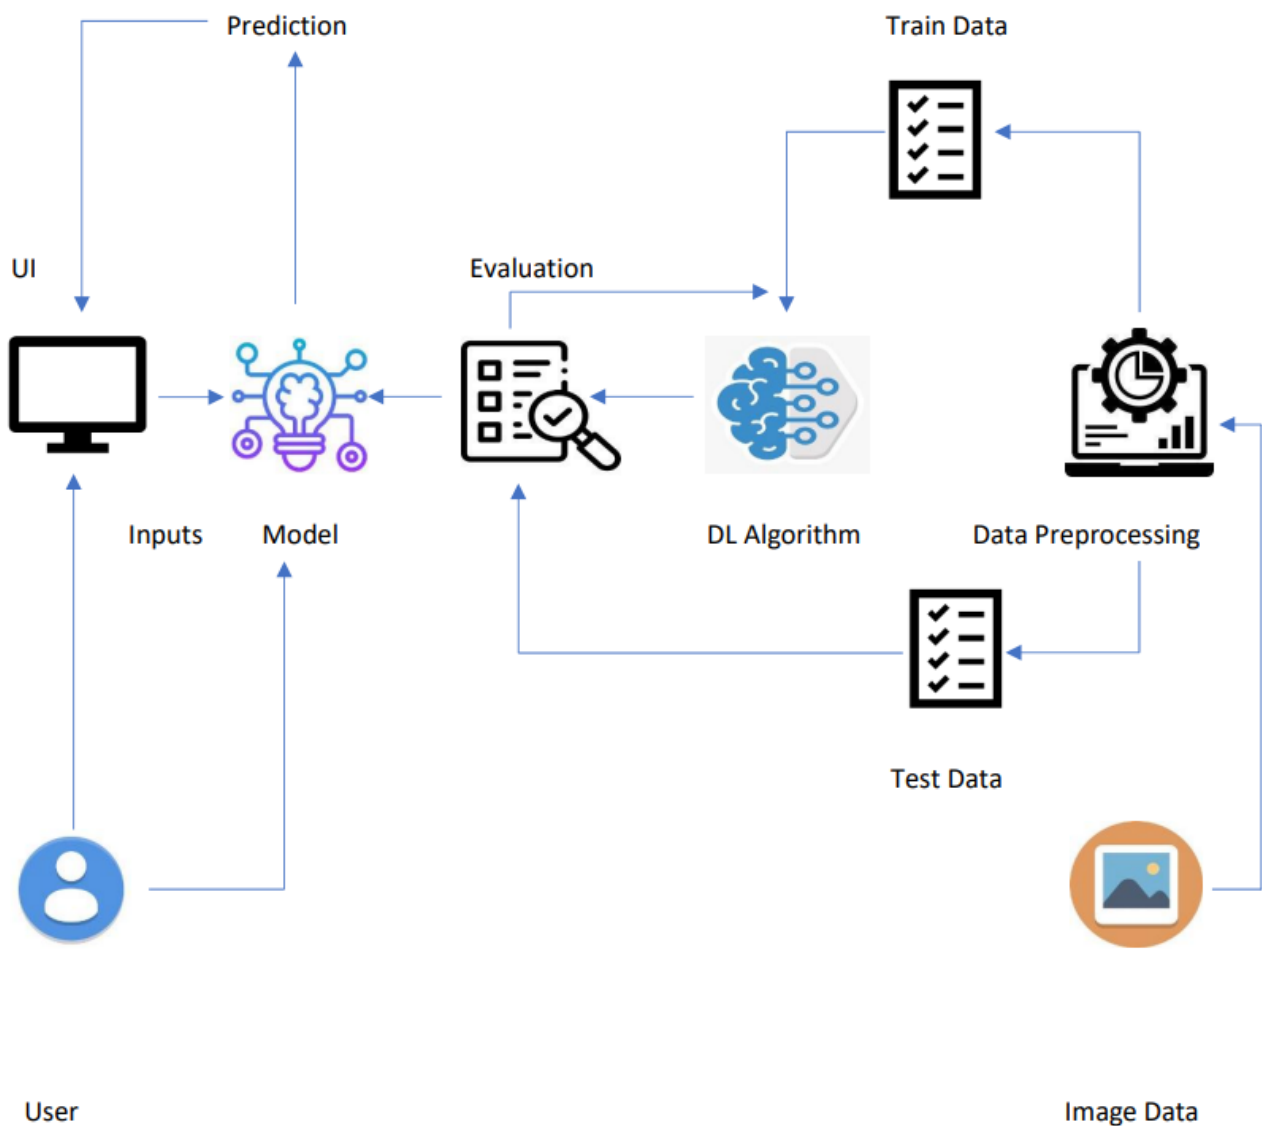 Prediction
Train Data
UI
Evaluation
Inputs
Model
DL Algorithm
Data Preprocessing
Test Data
User
Image Data